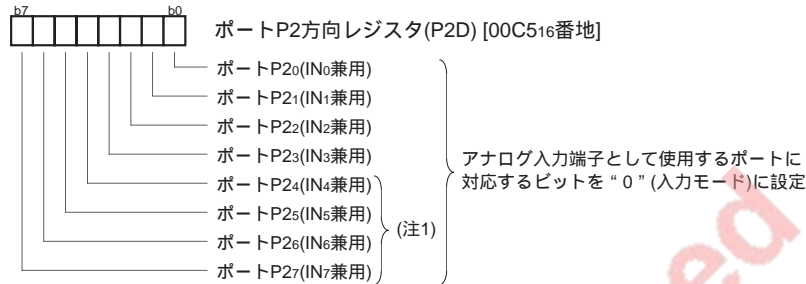 b7 b0 ポートP2方向レジスタ(P2D) [00C516番地]
ポートP20(IN0兼用)
ポートP21(IN1兼用)
ポートP22(IN2兼用)
ポートP23(IN3兼用)
ポートP24(IN4兼用)
ポートP25(IN5兼用)
ポートP26(IN6兼用)
ポートP27(IN7兼用)
(注1)
アナログ入力端子として使用するポートに
対応するビットを“0”(入力モード)に設定